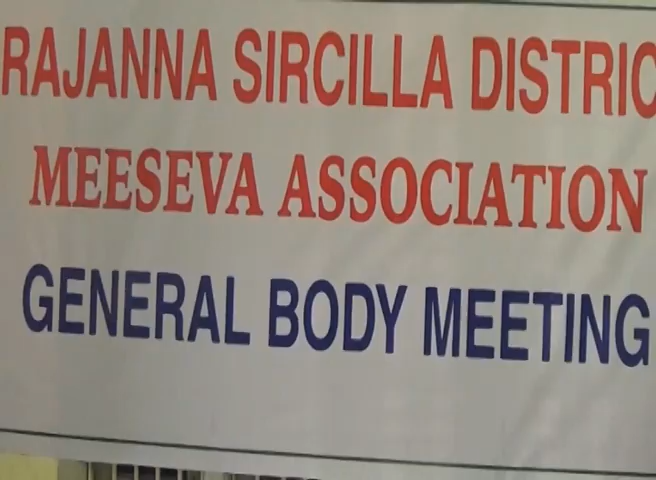 RAJANNA SIRCILLA DISTRIC
MEESEVA ASSOCIATION
GENERAL BODY MEETING